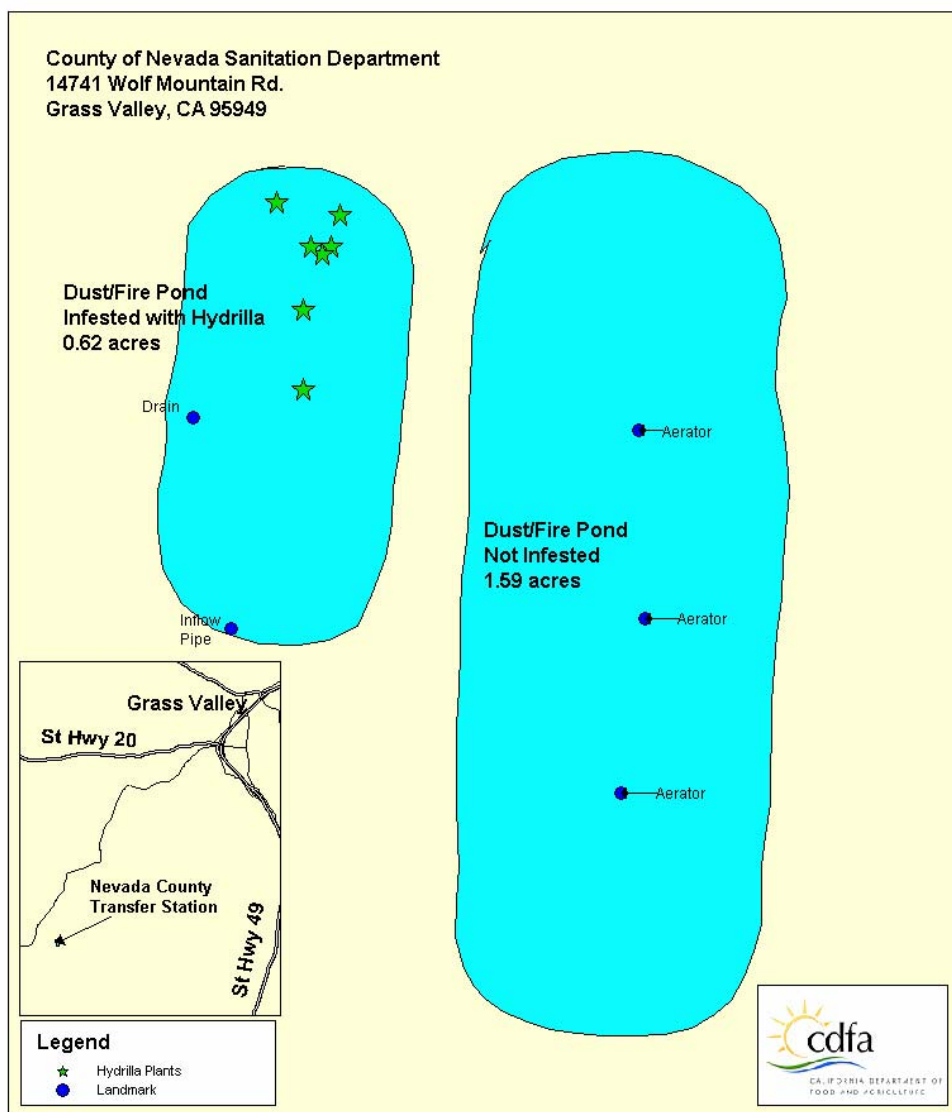 County of Nevada Sanitation Department
14741 Wolf Mountain Rd.
Grass Valley, CA 95949
Dust/Fire Pond
Infested with Hydrilla
0.62 acres
Drain
Inflow
Pipe
Aerator
Dust/Fire Pond
Not Infested
1.59 acres
Aerator
Aerator
Grass Valley
St Hwy 20
Nevada County
Transfer Station
St Hwy 49
Legend
Hydrilla Plants
Landmark
cdfa
CALIFORNIA DEPARTMENT OF
FOOD AND AGRICULTURE